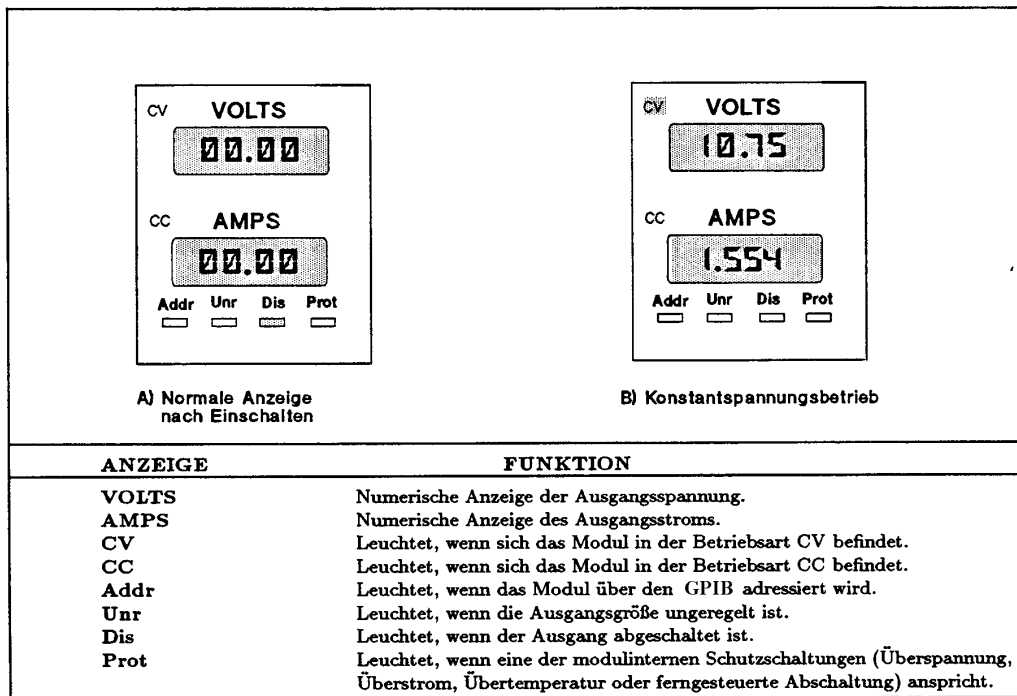 CV VOLTS
00.00
CC AMPS
00.00
Addr Unr Dis Prot
A) Normale Anzeige
nach Einschalten
CV VOLTS
10.75
CC AMPS
1.554
Addr Unr Dis Prot
B) Konstantspannungsbetrieb
ANZEIGE FUNKTION
VOLTS Numerische Anzeige der Ausgangsspannung.
AMPS Numerische Anzeige des Ausgangsstroms.
CV Leuchtet, wenn sich das Modul in der Betriebsart CV befindet.
CC Leuchtet, wenn sich das Modul in der Betriebsart CC befindet.
Addr Leuchtet, wenn das Modul über den GPIB adressiert wird.
Unr Leuchtet, wenn die Ausgangsgröße ungeregelt ist.
Dis Leuchtet, wenn der Ausgang abgeschaltet ist.
Prot Leuchtet, wenn eine der modulinternen Schutzschaltungen (Überspannung,
Überstrom, Übertemperatur oder ferngesteuerte Abschaltung) anspricht.